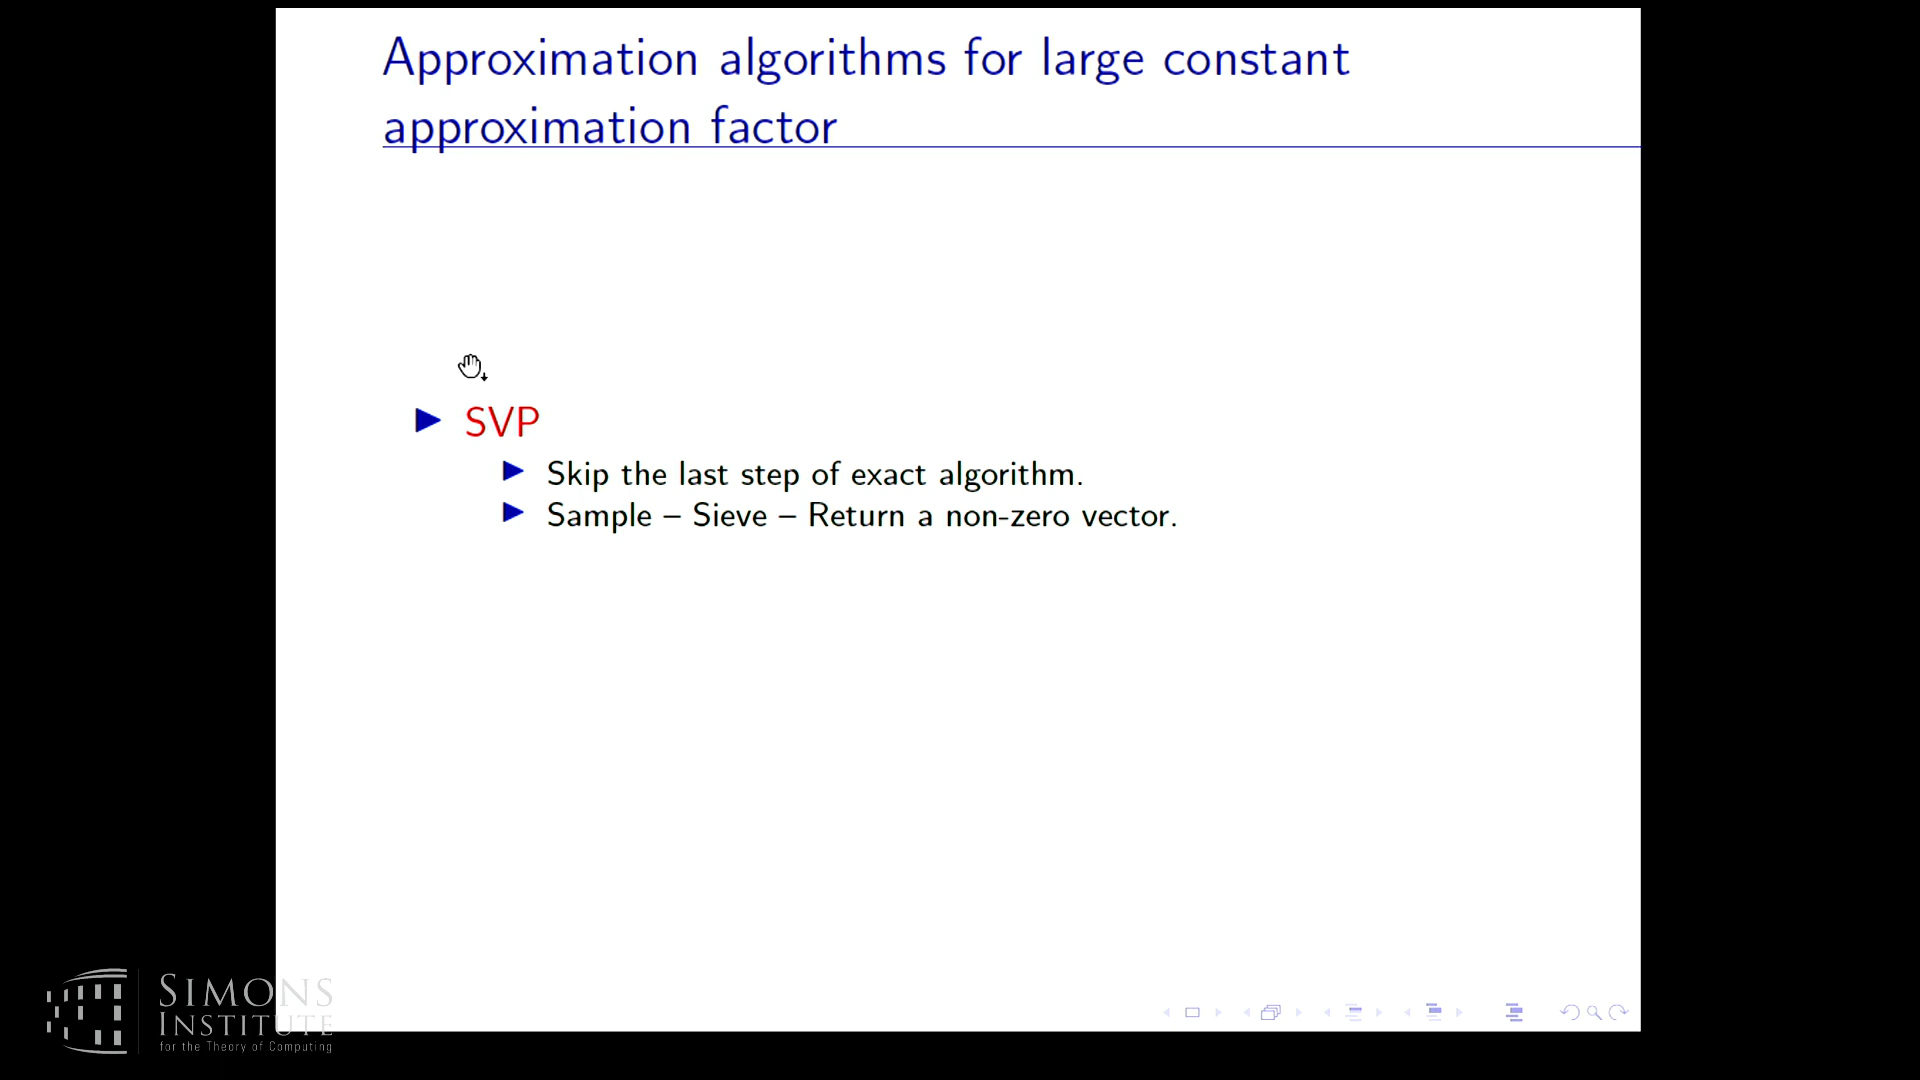 Approximation algorithms for large constant
approximation factor
SVP
Skip the last step of exact algorithm.
Sample – Sieve – Return a non-zero vector.
SIMONS
INSTITUTE
for the Theory of Computing